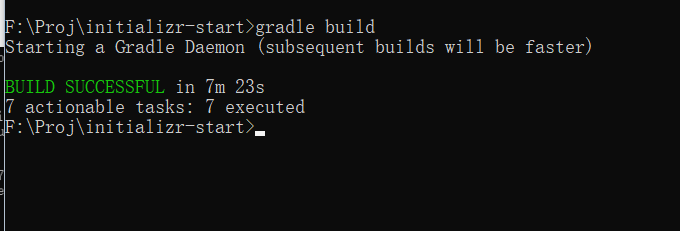 F:\Proj\initializr-start>gradle build
Starting a Gradle Daemon (subsequent builds will be faster)
BUILD SUCCESSFUL in 7m 23s
7 actionable tasks: 7 executed
F:\Proj\initializr-start>